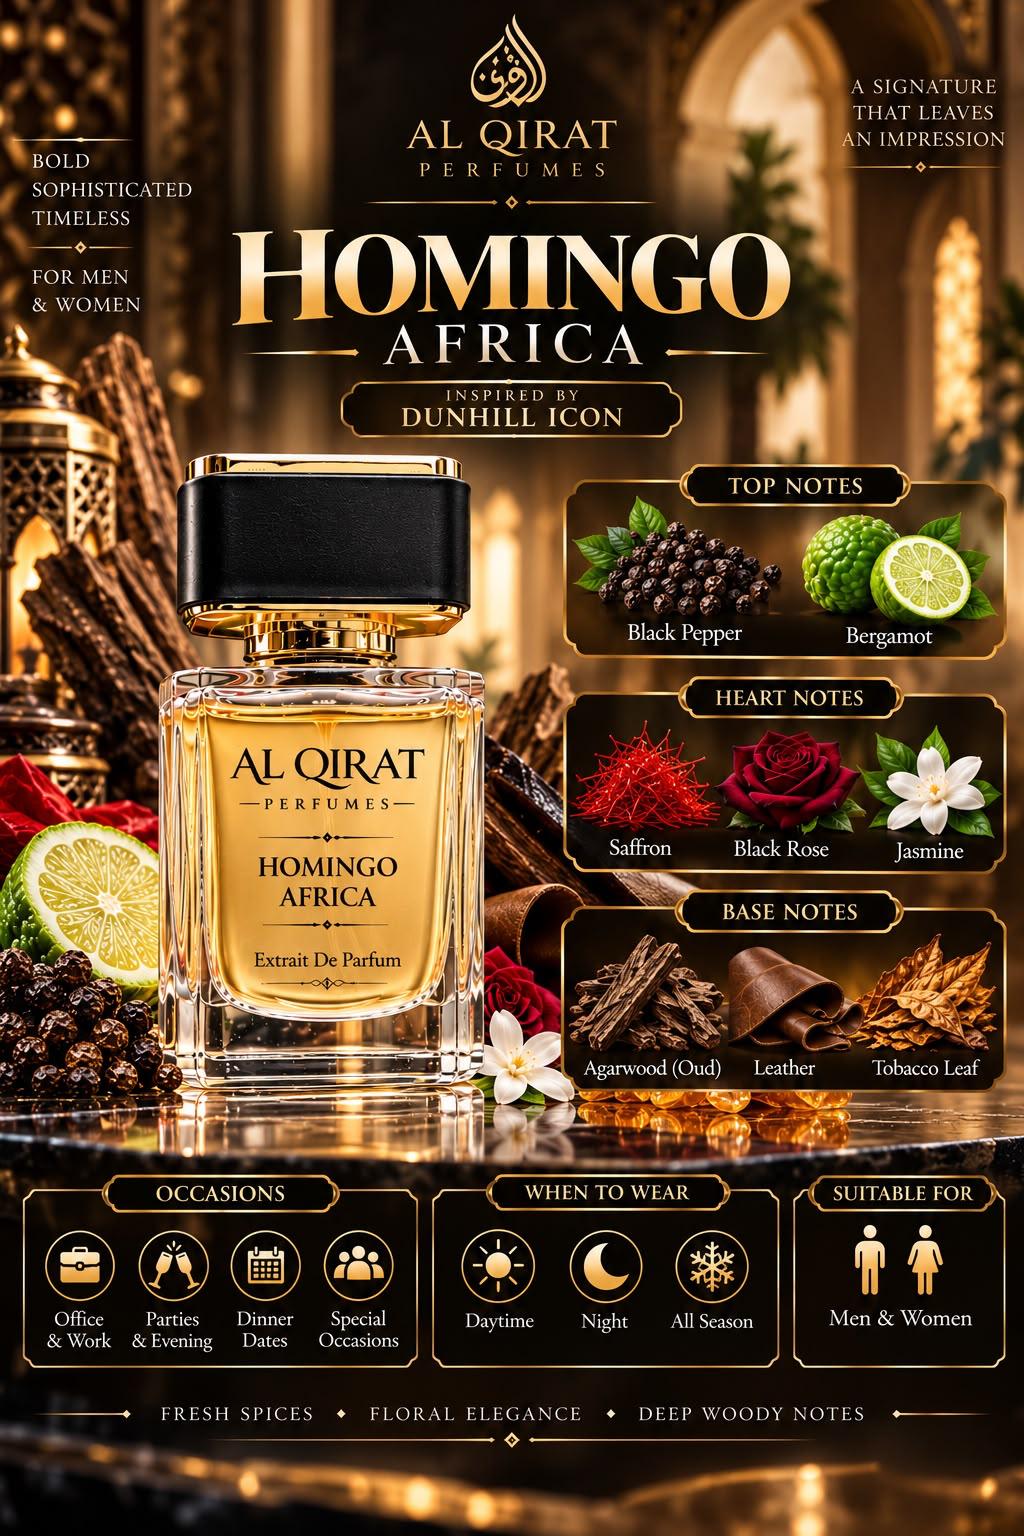 AL QIRAT
PERFUMES
A SIGNATURE
THAT LEAVES
AN IMPRESSION
BOLD
SOPHISTICATED
TIMELESS
FOR MEN
& WOMEN
HOMINGO
AFRICA
INSPIRED BY
DUNHILL ICON
AL QIRAT
PERFUMES
HOMINGO
AFRICA
Extrait De Parfum
TOP NOTES
Black Pepper
Bergamot
HEART NOTES
Saffron
Black Rose
Jasmine
BASE NOTES
Agarwood (Oud)
Leather
Tobacco Leaf
OCCASIONS
Office
& Work
Parties
& Evening
Dinner
Dates
Special
Occasions
WHEN TO WEAR
Daytime
Night
All Season
SUITABLE FOR
Men & Women
FRESH SPICES
FLORAL ELEGANCE
DEEP WOODY NOTES